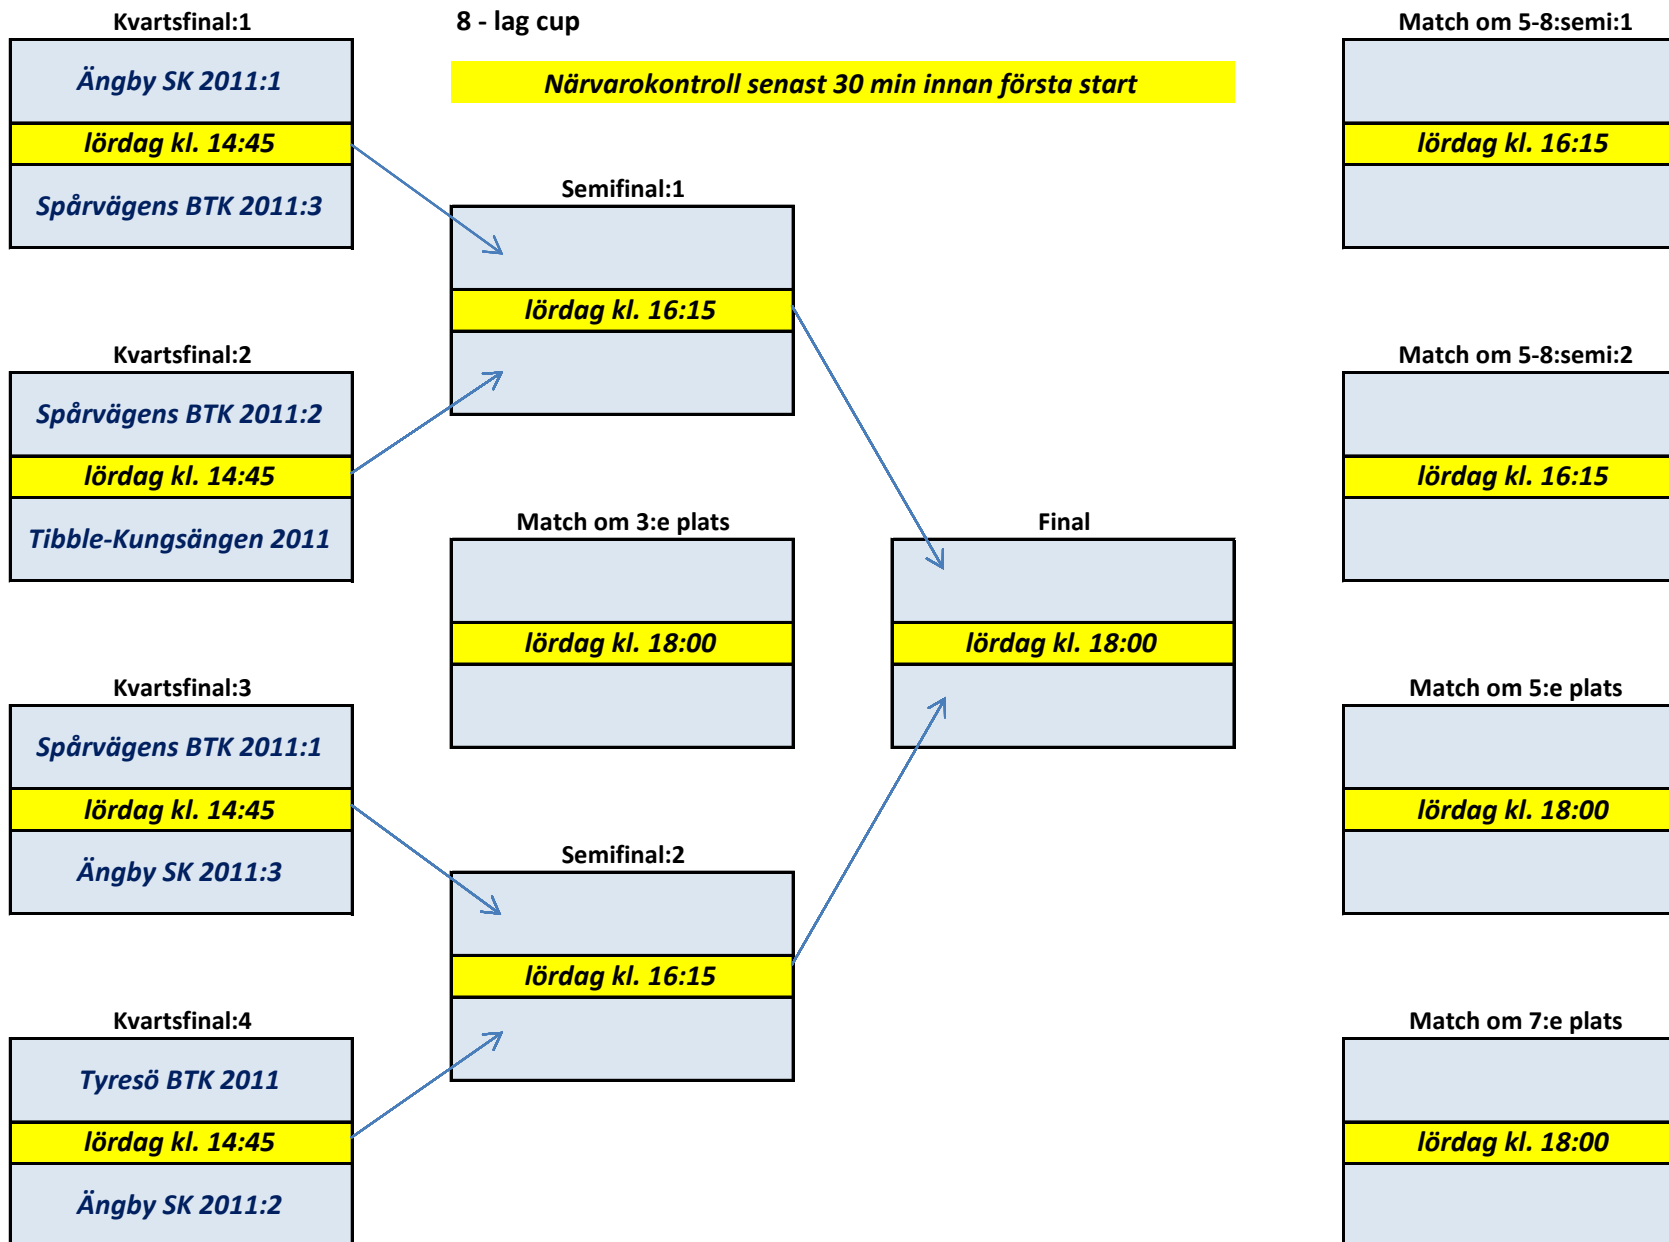 Kvartsfinal:1
Ängby SK 2011:1
lördag kl. 14:45
Spårvägens BTK 2011:3
Kvartsfinal:2
Spårvägens BTK 2011:2
lördag kl. 14:45
Tibble-Kungsängen 2011
Kvartsfinal:3
Spårvägens BTK 2011:1
lördag kl. 14:45
Ängby SK 2011:3
Kvartsfinal:4
Tyresö BTK 2011
lördag kl. 14:45
Ängby SK 2011:2
8 - lag cup
Närvarokontroll senast 30 min innan första start
Semifinal:1
lördag kl. 16:15
Match om 3:e plats
lördag kl. 18:00
Semifinal:2
lördag kl. 16:15
Final
lördag kl. 18:00
Match om 5-8:semi:1
lördag kl. 16:15
Match om 5-8:semi:2
lördag kl. 16:15
Match om 5:e plats
lördag kl. 18:00
Match om 7:e plats
lördag kl. 18:00